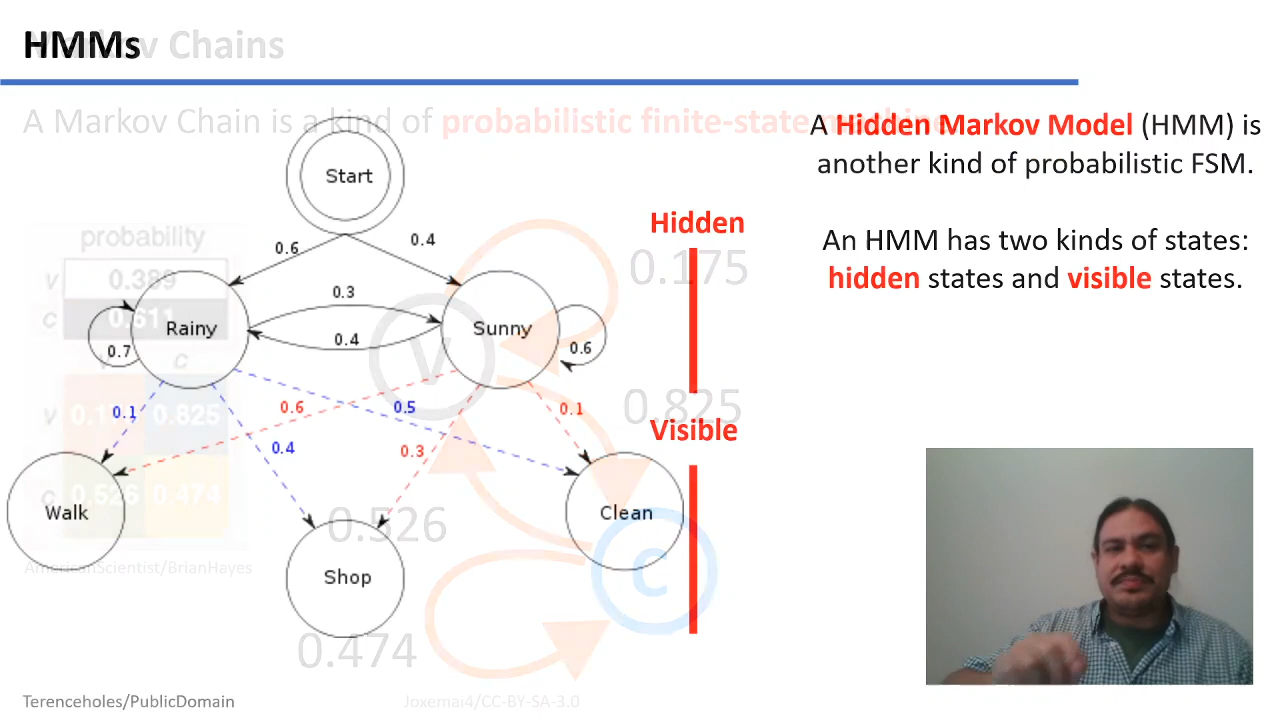 HMMs
Markov Chains
A Markov Chain is a kind of probabilistic finite-state machine
A Hidden Markov Model (HMM) is
another kind of probabilistic FSM.
An HMM has two kinds of states:
hidden states and visible states.
Start
0.6
0.4
Hidden
probability
v 0.389
c 0.611
0.175
0.3
Rainy
Sunny
0.4
0.7
0.6
V
c
v
0.825
0.1
0.6
0.5
0.1
0.825
Visible
0.4
0.3
c 0.526 0.474
Walk
Shop
Clean
0.526
C
AmericanScientist/BrianHayes
0.474
Terenceholes/PublicDomain
Joxemai4/CC-BY-SA-3.0